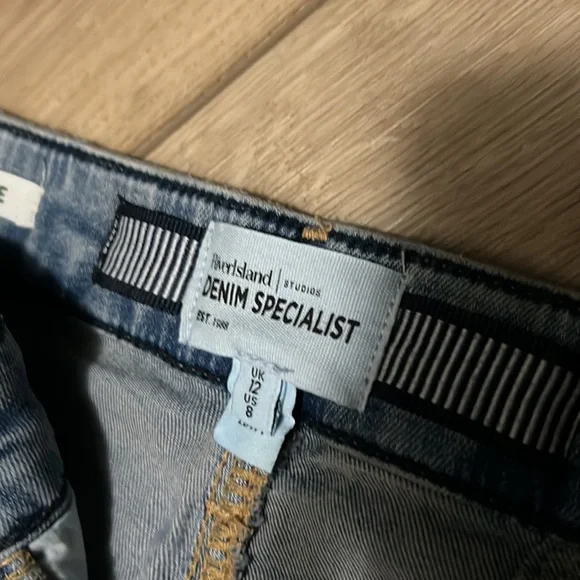 RiverIsland | STUDIOS
DENIM SPECIALIST
EST. 1988
UK
12
US
8
E